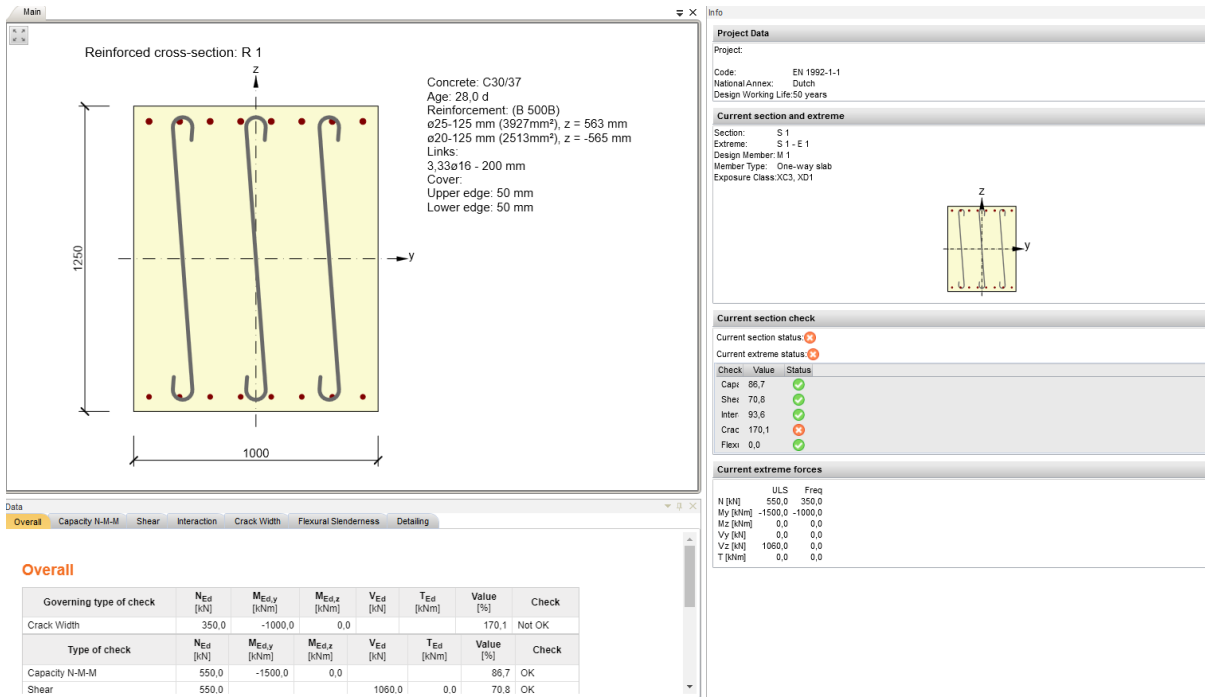 Main
Reinforced cross-section: R 1
z
Concrete: C30/37
Age: 28,0 d
Reinforcement: (B 500B)
ø25-125 mm (3927mm²), z = 563 mm
ø20-125 mm (2513mm²), z = -565 mm
Links:
3,33ø16 - 200 mm
Cover:
Upper edge: 50 mm
Lower edge: 50 mm
1250
y
1000
Data
Overall Capacity N-M-M Shear Interaction Crack Width Flexural Slenderness Detailing
Overall
Governing type of check NEd [kN] MEd,y [kNm] MEd,z [kNm] VEd [kN] TEd [kNm] Value [%] Check
Crack Width 350,0 -1000,0 0,0 170,1 Not OK
Type of check NEd [kN] MEd,y [kNm] MEd,z [kNm] VEd [kN] TEd [kNm] Value [%] Check
Capacity N-M-M 550,0 -1500,0 0,0 86,7 OK
Shear 550,0 1060,0 0,0 70,8 OK
Info
Project Data
Project:
Code: EN 1992-1-1
National Annex: Dutch
Design Working Life:50 years
Current section and extreme
Section: S 1
Extreme: S 1 - E 1
Design Member: M 1
Member Type: One-way slab
Exposure Class:XC3, XD1
z
y
Current section check
Current section status:
Current extreme status:
Check Value Status
Capa 86,7
Shea 70,8
Inter 93,6
Crac 170,1
Flexu 0,0
Current extreme forces
ULS Freq
N [kN] 550,0 350,0
My [kNm] -1500,0 -1000,0
Mz [kNm] 0,0 0,0
Vy [kN] 0,0 0,0
Vz [kN] 1060,0 0,0
T [kNm] 0,0 0,0